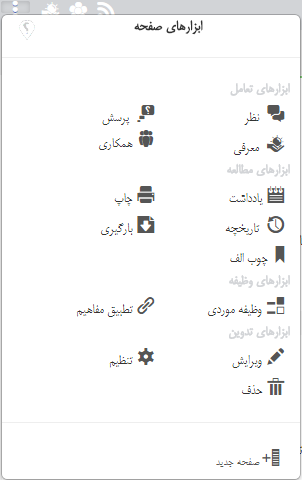 ابزارهای صفحه
ابزارهای تعامل
نظر پرسش
معرفی همکاری
ابزارهای مطالعه
یادداشت چاپ
تاریخچه بارگیری
چوب الف
ابزارهای وظیفه
وظیفه موردی تطبیق مفاهیم
ابزارهای تدوین
ویرایش تنظیم
حذف
صفحه جدید